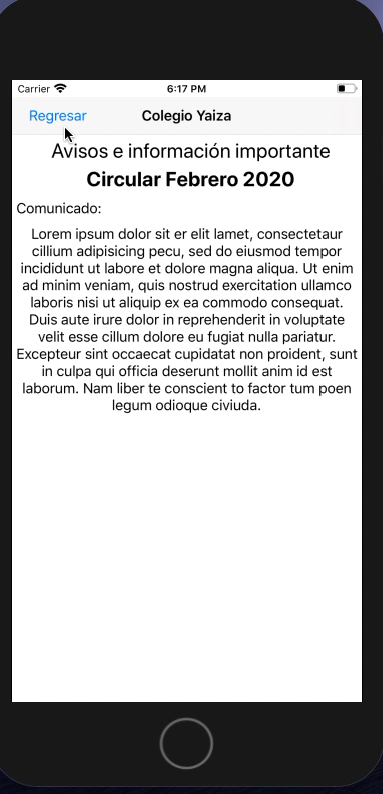 Carrier 6:17 PM
Regresar Colegio Yaiza
Avisos e información importante
Circular Febrero 2020
Comunicado:
Lorem ipsum dolor sit er elit lamet, consectetaur
cillium adipisicing pecu, sed do eiusmod tempor
incididunt ut labore et dolore magna aliqua. Ut enim
ad minim veniam, quis nostrud exercitation ullamco
laboris nisi ut aliquip ex ea commodo consequat.
Duis aute irure dolor in reprehenderit in voluptate
velit esse cillum dolore eu fugiat nulla pariatur.
Excepteur sint occaecat cupidatat non proident, sunt
in culpa qui officia deserunt mollit anim id est
laborum. Nam liber te conscient to factor tum poen
legum odioque civiuda.